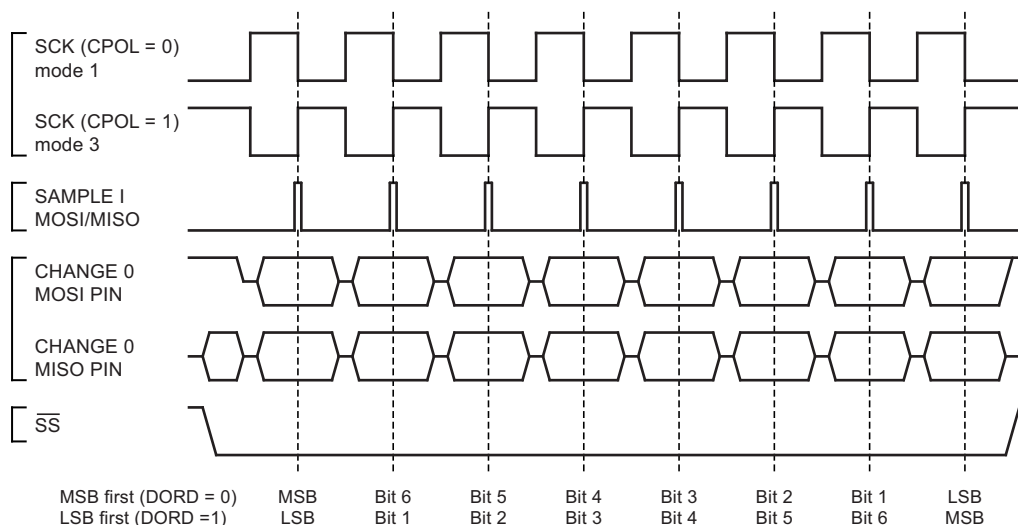 SCK (CPOL = 0)
mode 1
SCK (CPOL = 1)
mode 3
SAMPLE I
MOSI/MISO
CHANGE 0
MOSI PIN
CHANGE 0
MISO PIN
SS
MSB first (DORD = 0) MSB Bit 6 Bit 5 Bit 4 Bit 3 Bit 2 Bit 1 LSB
LSB first (DORD =1) LSB Bit 1 Bit 2 Bit 3 Bit 4 Bit 5 Bit 6 MSB